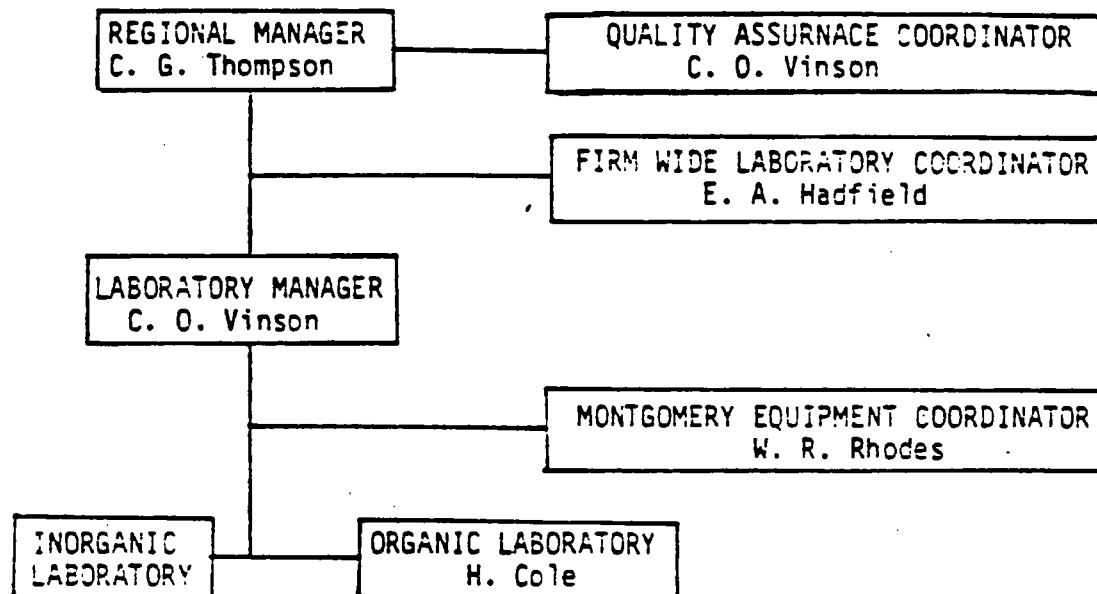 REGIONAL MANAGER
C. G. Thompson
QUALITY ASSURNACE COORDINATOR
C. O. Vinson
FIRM WIDE LABORATORY COORDINATOR
E. A. Hadfield
LABORATORY MANAGER
C. O. Vinson
MONTGOMERY EQUIPMENT COORDINATOR
W. R. Rhodes
INORGANIC
LABORATORY
ORGANIC LABORATORY
H. Cole